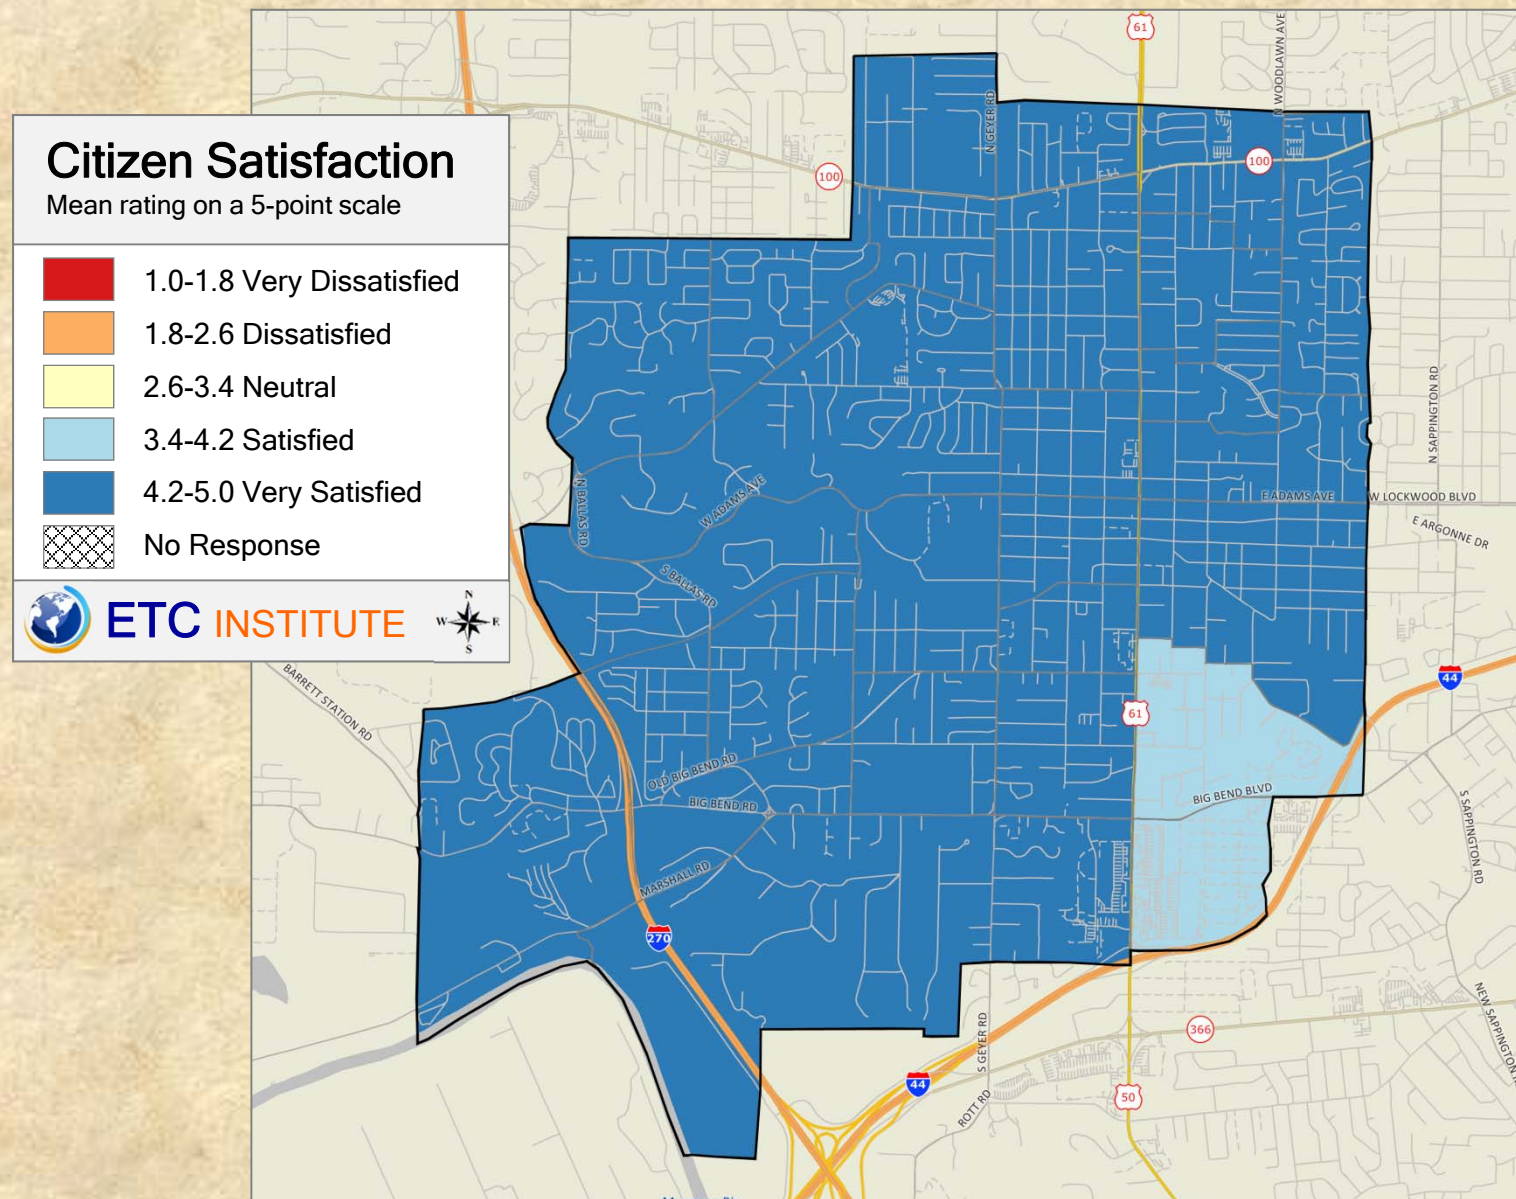 Citizen Satisfaction
Mean rating on a 5-point scale
1.0-1.8 Very Dissatisfied
1.8-2.6 Dissatisfied
2.6-3.4 Neutral
3.4-4.2 Satisfied
4.2-5.0 Very Satisfied
No Response
ETC INSTITUTE
N
W E
S
61
N WOODLAWN AVE
N GEYER RD
100
100
N SAPPINGTON RD
N BALLAS RD
W ADAMS AVE
E ADAMS AVE
W LOCKWOOD BLVD
E ARGONNE DR
S BALLAS RD
BARRETT STATION RD
44
61
OLD BIG BEND RD
BIG BEND RD
BIG BEND BLVD
S SAPPINGTON RD
MARSHALL RD
270
NEW SAPPINGTON
S GEYER RD
366
44
50
ROTT RD